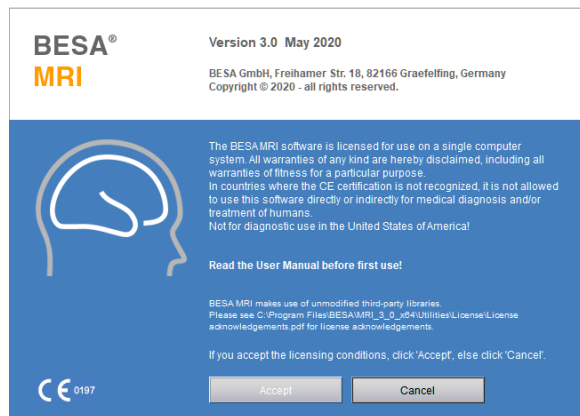 BESA®
MRI
Version 3.0 May 2020
BESA GmbH, Freihamer Str. 18, 82166 Graefelfing, Germany
Copyright © 2020 - all rights reserved.
The BESA MRI software is licensed for use on a single computer
system. All warranties of any kind are hereby disclaimed, including all
warranties of fitness for a particular purpose.
In countries where the CE certification is not recognized, it is not allowed
to use this software directly or indirectly for medical diagnosis and/or
treatment of humans.
Not for diagnostic use in the United States of America!
Read the User Manual before first use!
BESA MRI makes use of unmodified third-party libraries.
Please see C:\Program Files\BESA\MRI_3_0_x64\Utilities\License\License
acknowledgements.pdf for license acknowledgements.
If you accept the licensing conditions, click 'Accept', else click 'Cancel'.
CE 0197
Accept
Cancel